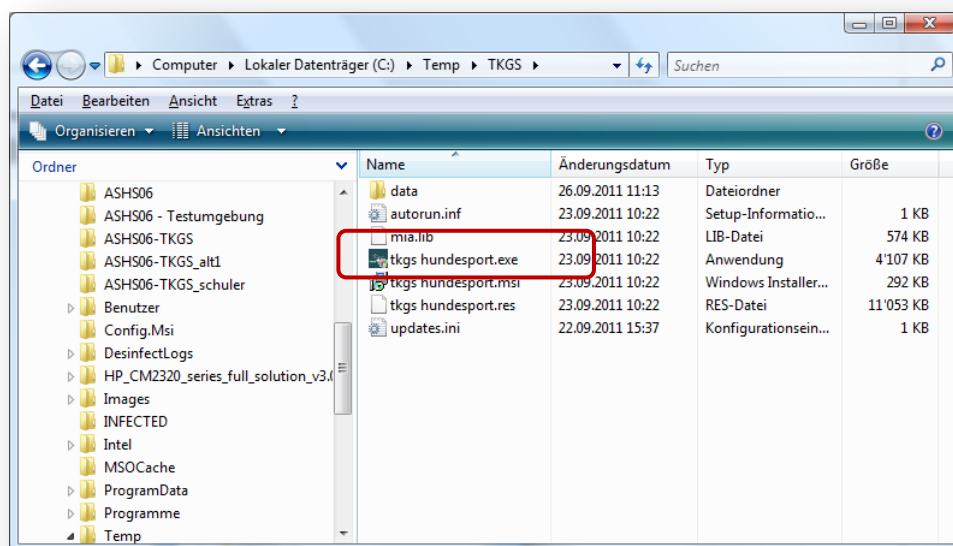 Computer Lokaler Datenträger (C:) Temp TKGS Suchen
Datei Bearbeiten Ansicht Extras ?
Organisieren Ansichten ?
Ordner Name Änderungsdatum Typ Größe
ASHS06 data 26.09.2011 11:13 Dateiordner
ASHS06 - Testumgebung autorun.inf 23.09.2011 10:22 Setup-Informatio... 1 KB
ASHS06-TKGS mia.lib 23.09.2011 10:22 LIB-Datei 574 KB
ASHS06-TKGS_alt1 tkgs hundesport.exe 23.09.2011 10:22 Anwendung 4'107 KB
ASHS06-TKGS_schuler tkgs hundesport.msi 23.09.2011 10:22 Windows Installer... 292 KB
Benutzer tkgs hundesport.res 23.09.2011 10:22 RES-Datei 11'053 KB
Config.Msi updates.ini 22.09.2011 15:37 Konfigurationsein... 1 KB
DesinfectLogs
HP_CM2320_series_full_solution_v3.
Images
INFECTED
Intel
MSOCache
ProgramData
Programme
Temp